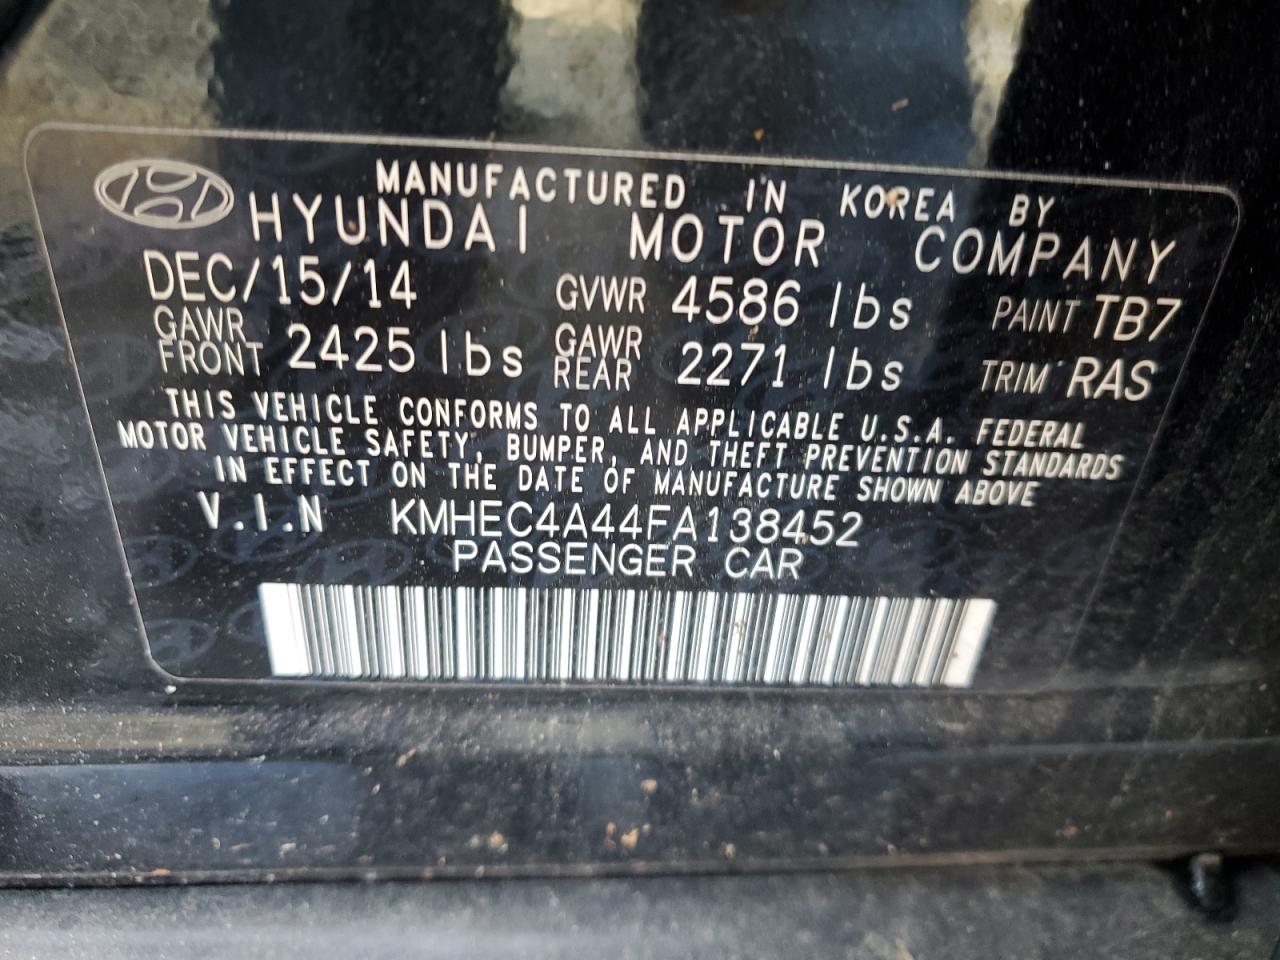 MANUFACTURED IN KOREA BY
HYUNDAI MOTOR COMPANY
DEC/15/14 GVWR 4586 lbs PAINT TB7
GAWR FRONT 2425 lbs GAWR REAR 2271 lbs TRIM RAS
THIS VEHICLE CONFORMS TO ALL APPLICABLE U.S.A. FEDERAL
MOTOR VEHICLE SAFETY, BUMPER, AND THEFT PREVENTION STANDARDS
IN EFFECT ON THE DATE OF MANUFACTURE SHOWN ABOVE
V.I.N KMHEC4A44FA138452
PASSENGER CAR